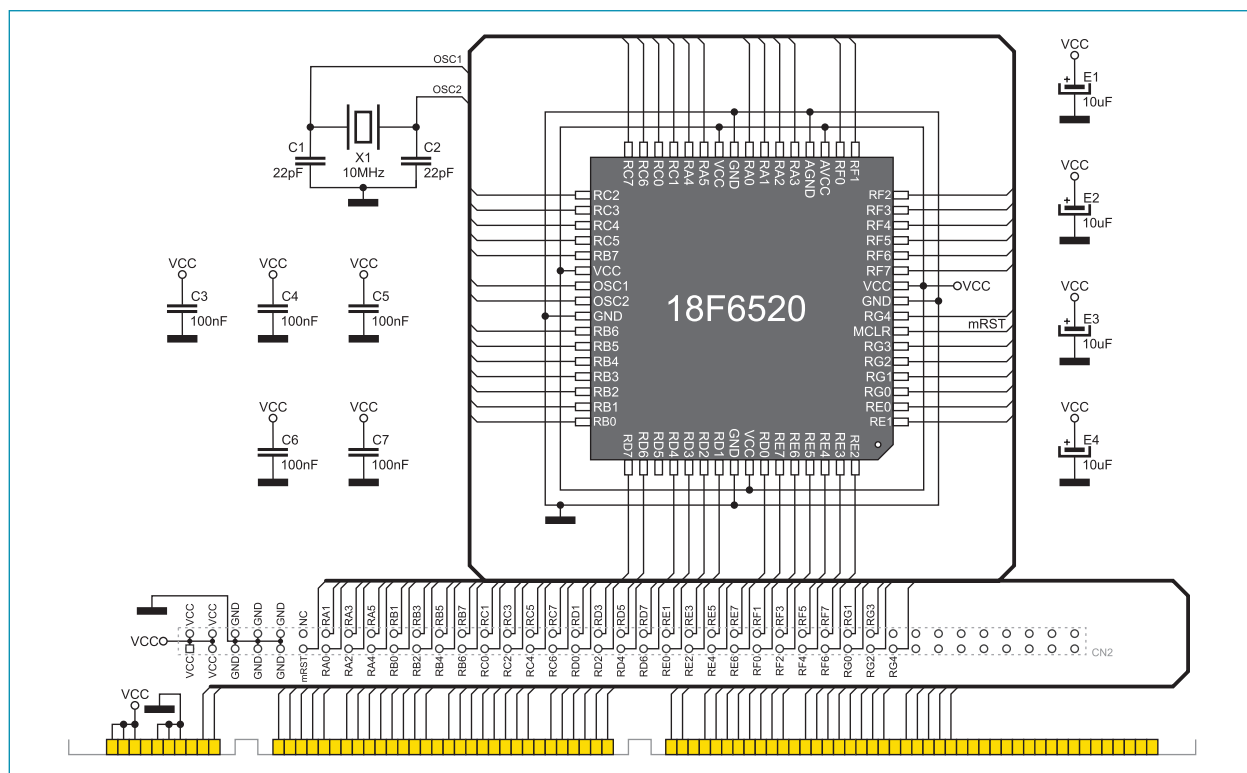 VCC
OSC1
OSC2
C1
22pF
X1
10MHz
C2
22pF
VCC
E1
10uF
VCC
E2
10uF
VCC
E3
10uF
VCC
E4
10uF
VCC
C3
100nF
VCC
C4
100nF
VCC
C5
100nF
VCC
C6
100nF
VCC
C7
100nF
RC7
RC6
RC0
RC1
RA4
RA5
VCC
GND
RA0
RA1
RA2
RA3
AGND
AVCC
RF0
RF1
RC2
RC3
RC4
RC5
RB7
VCC
OSC1
OSC2
GND
RB6
RB5
RB4
RB3
RB2
RB1
RB0
18F6520
RF2
RF3
RF4
RF5
RF6
RF7
VCC
GND
RG4
MCLR
RG3
RG2
RG1
RG0
RE0
RE1
VCC
mRST
RD7
RD6
RD5
RD4
RD3
RD2
RD1
GND
VCC
RD0
RE7
RE6
RE5
RE4
RE3
RE2
VCC
VCC
GND
GND
GND
NC
RA1
RA3
RA5
RB1
RB3
RB5
RB7
RC1
RC3
RC5
RC7
RD1
RD3
RD5
RD7
RE1
RE3
RE5
RE7
RF1
RF3
RF5
RF7
RG1
RG3
VCC
CN2
VCC
VCC
GND
GND
GND
mRST
RA0
RA2
RA4
RB0
RB2
RB4
RB6
RC0
RC2
RC4
RC6
RD0
RD2
RD4
RD6
RE0
RE2
RE4
RE6
RF0
RF2
RF4
RF6
RG0
RG2
RG4